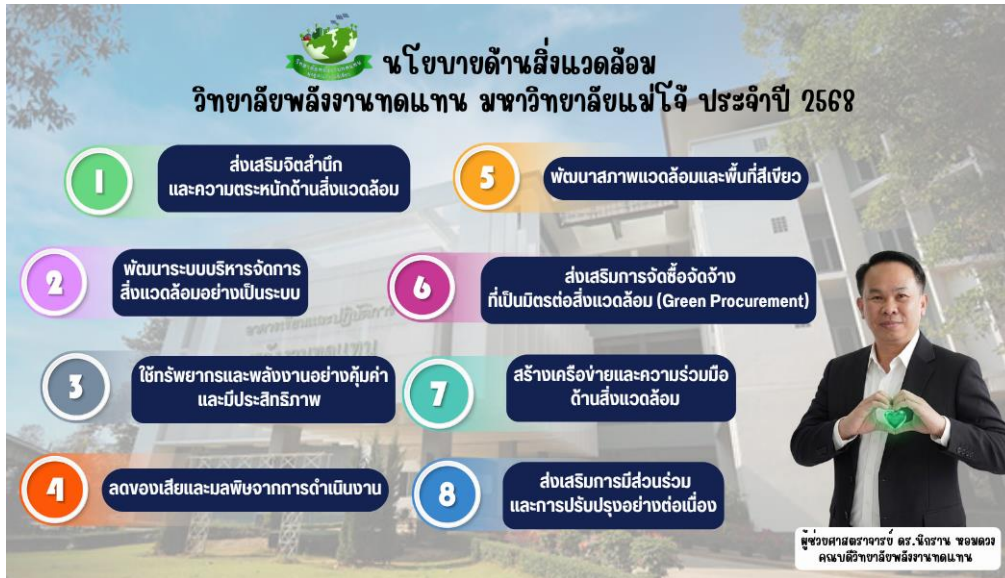 นโยบายด้านสิ่งแวดล้อม
วิทยาลัยพลังงานทดแทน มหาวิทยาลัยแม่โจ้ ประจำปี 2568
1
ส่งเสริมจิตสำนึก
และความตระหนักด้านสิ่งแวดล้อม
2
พัฒนาระบบบริหารจัดการ
สิ่งแวดล้อมอย่างเป็นระบบ
3
ใช้ทรัพยากรและพลังงานอย่างคุ้มค่า
และมีประสิทธิภาพ
4
ลดของเสียและมลพิษจากการดำเนินงาน
5
พัฒนาสภาพแวดล้อมและพื้นที่สีเขียว
6
ส่งเสริมการจัดซื้อจัดจ้าง
ที่เป็นมิตรต่อสิ่งแวดล้อม (Green Procurement)
7
สร้างเครือข่ายและความร่วมมือ
ด้านสิ่งแวดล้อม
8
ส่งเสริมการมีส่วนร่วม
และการปรับปรุงอย่างต่อเนื่อง
ผู้ช่วยศาสตราจารย์ ดร.นิกราน หอมดวง
คณบดีวิทยาลัยพลังงานทดแทน